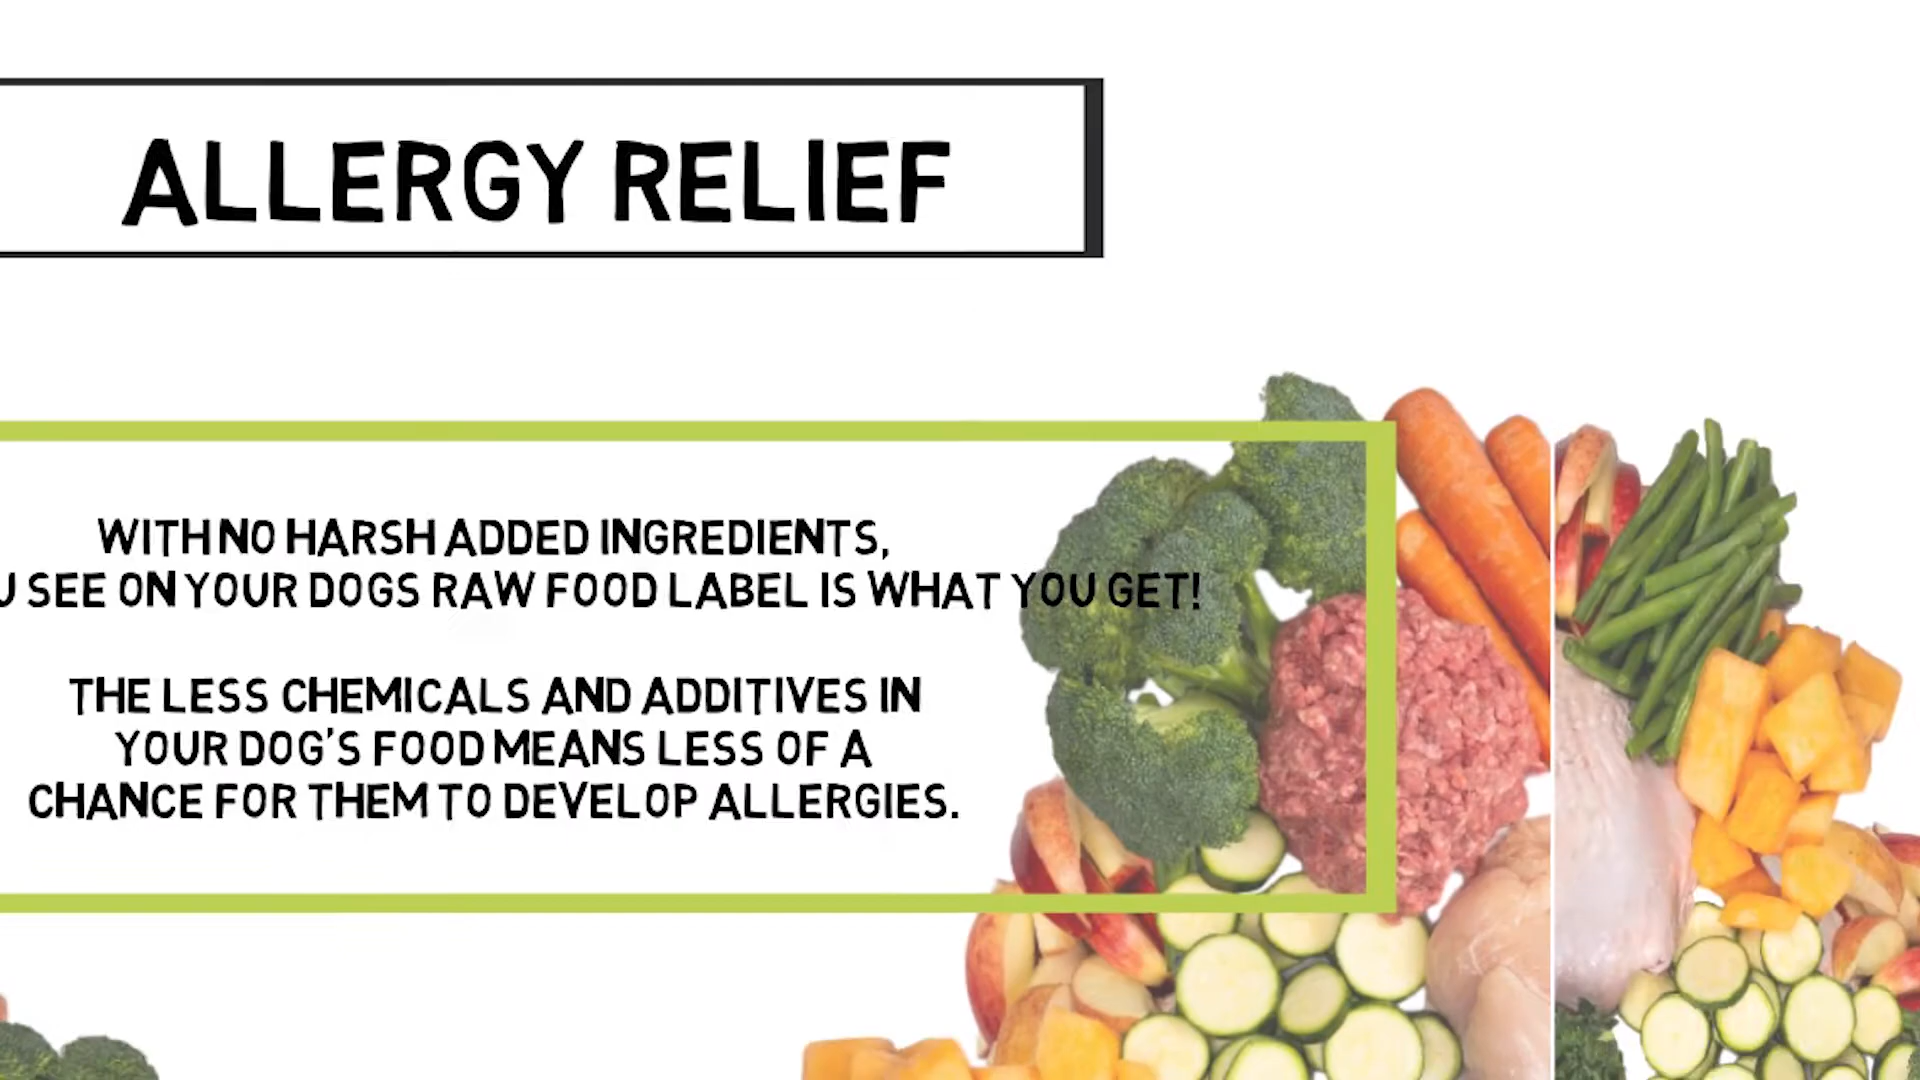 ALLERGY RELIEF
WITH NO HARSH ADDED INGREDIENTS,
SEE ON YOUR DOGS RAW FOOD LABEL IS WHAT YOU GET!
THE LESS CHEMICALS AND ADDITIVES IN
YOUR DOG'S FOOD MEANS LESS OF A
CHANCE FOR THEM TO DEVELOP ALLERGIES.